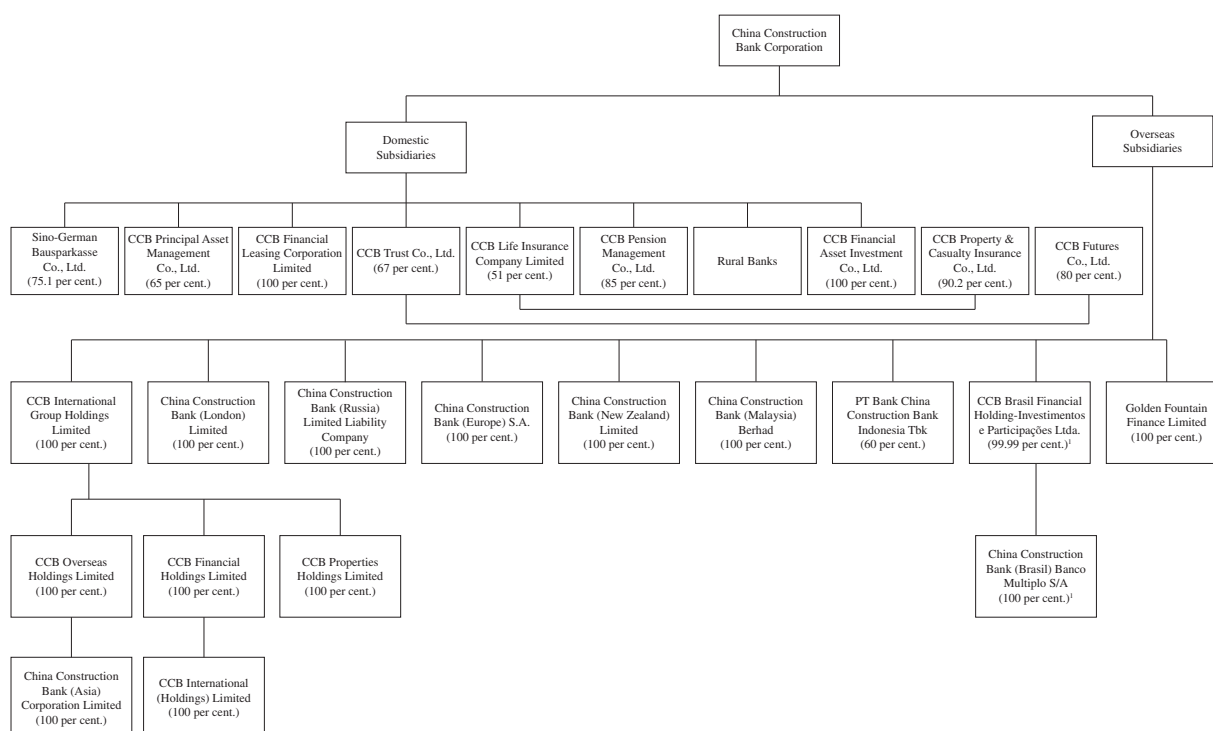 China Construction
Bank Corporation
Domestic
Subsidiaries
Overseas
Subsidiaries
Sino-German
Bausparkasse
Co., Ltd.
(75.1 per cent.)
CCB Principal Asset
Management
Co., Ltd.
(65 per cent.)
CCB Financial
Leasing Corporation
Limited
(100 per cent.)
CCB Trust Co., Ltd.
(67 per cent.)
CCB Life Insurance
Company Limited
(51 per cent.)
CCB Pension
Management
Co., Ltd.
(85 per cent.)
Rural Banks
CCB Financial
Asset Investment
Co., Ltd.
(100 per cent.)
CCB Property &
Casualty Insurance
Co., Ltd.
(90.2 per cent.)
CCB Futures
Co., Ltd.
(80 per cent.)
CCB International
Group Holdings
Limited
(100 per cent.)
China Construction
Bank (London)
Limited
(100 per cent.)
China Construction
Bank (Russia)
Limited Liability
Company
(100 per cent.)
China Construction
Bank (Europe) S.A.
(100 per cent.)
China Construction
Bank (New Zealand)
Limited
(100 per cent.)
China Construction
Bank (Malaysia)
Berhad
(100 per cent.)
PT Bank China
Construction Bank
Indonesia Tbk
(60 per cent.)
CCB Brasil Financial
Holding-Investimentos
e Participações Ltda.
(99.99 per cent.)¹
Golden Fountain
Finance Limited
(100 per cent.)
CCB Overseas
Holdings Limited
(100 per cent.)
CCB Financial
Holdings Limited
(100 per cent.)
CCB Properties
Holdings Limited
(100 per cent.)
China Construction
Bank (Brasil) Banco
Multiplo S/A
(100 per cent.)¹
China Construction
Bank (Asia)
Corporation Limited
(100 per cent.)
CCB International
(Holdings) Limited
(100 per cent.)